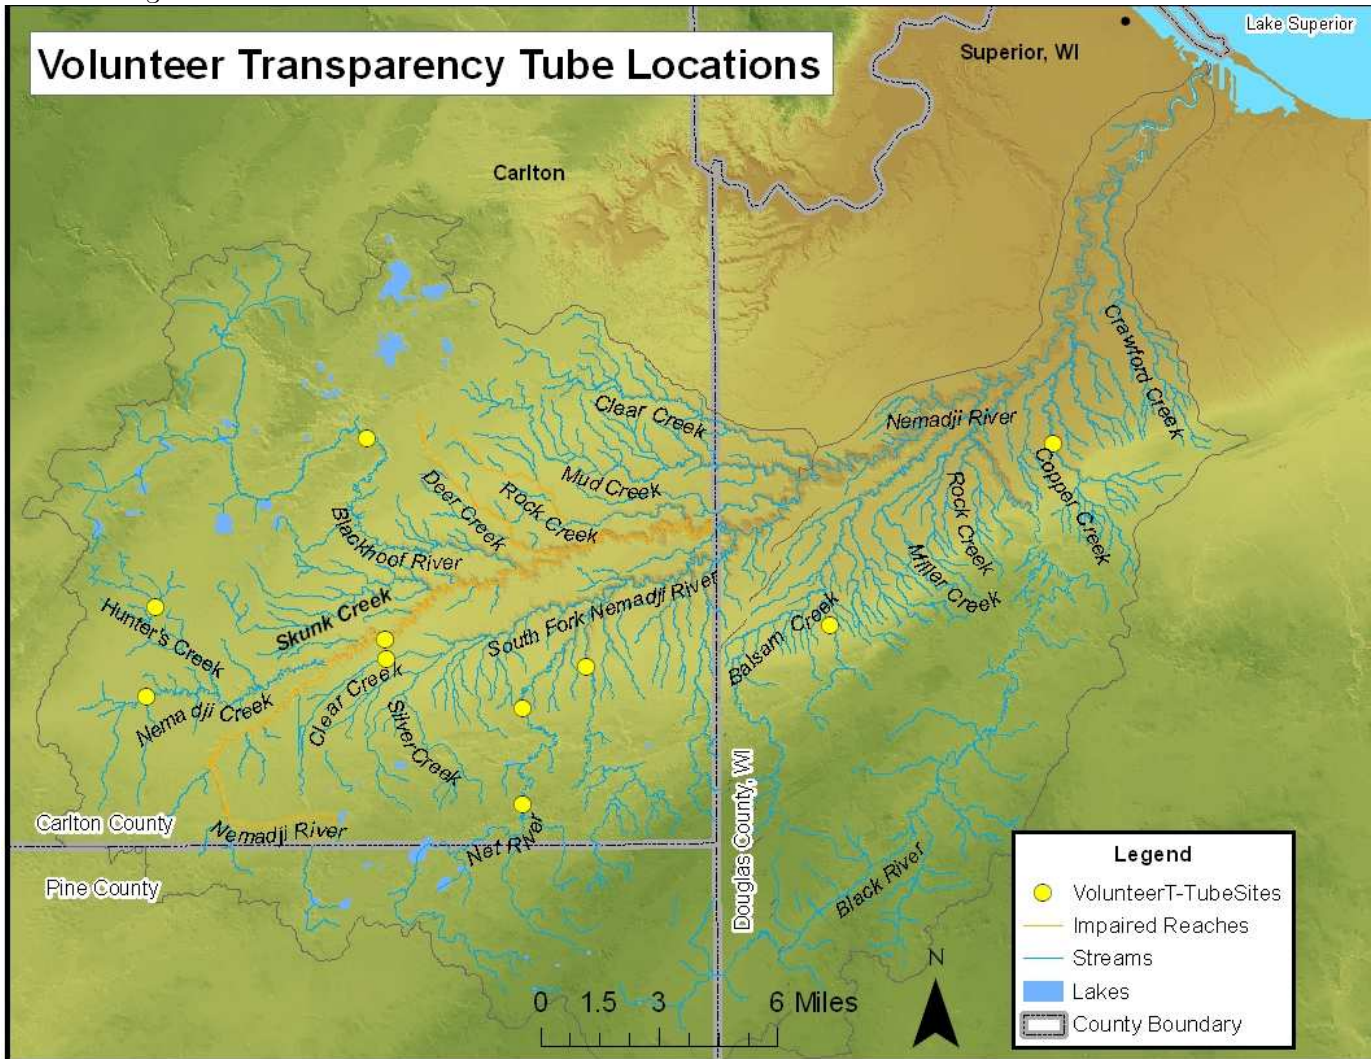 Lake Superior
Superior, WI
Volunteer Transparency Tube Locations
Carlton
Crawford Creek
Clear Creek
Nemadji River
Mud Creek
Deer Creek
Rock Creek
Rock Creek
Copper Creek
Blackhoof River
Miller Creek
Skunk Creek
South Fork Nemadji River
Hunter's Creek
Balsam Creek
Nemadji Creek
Clear Creek
Silver Creek
Nemadji River
Net River
Carlton County
Pine County
Douglas County, WI
Black River
N
0 1.5 3 6 Miles
Legend
VolunteerT-TubeSites
Impaired Reaches
Streams
Lakes
County Boundary